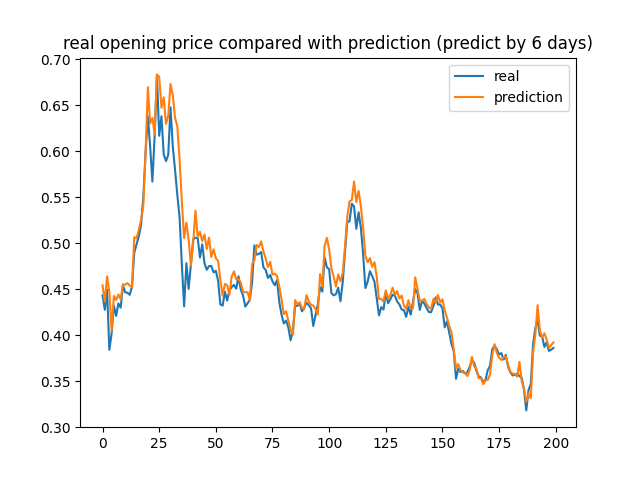 real opening price compared with prediction (predict by 6 days)
0.70
0.65
0.60
0.55
0.50
0.45
0.40
0.35
0.30
0 25 50 75 100 125 150 175 200
real
prediction